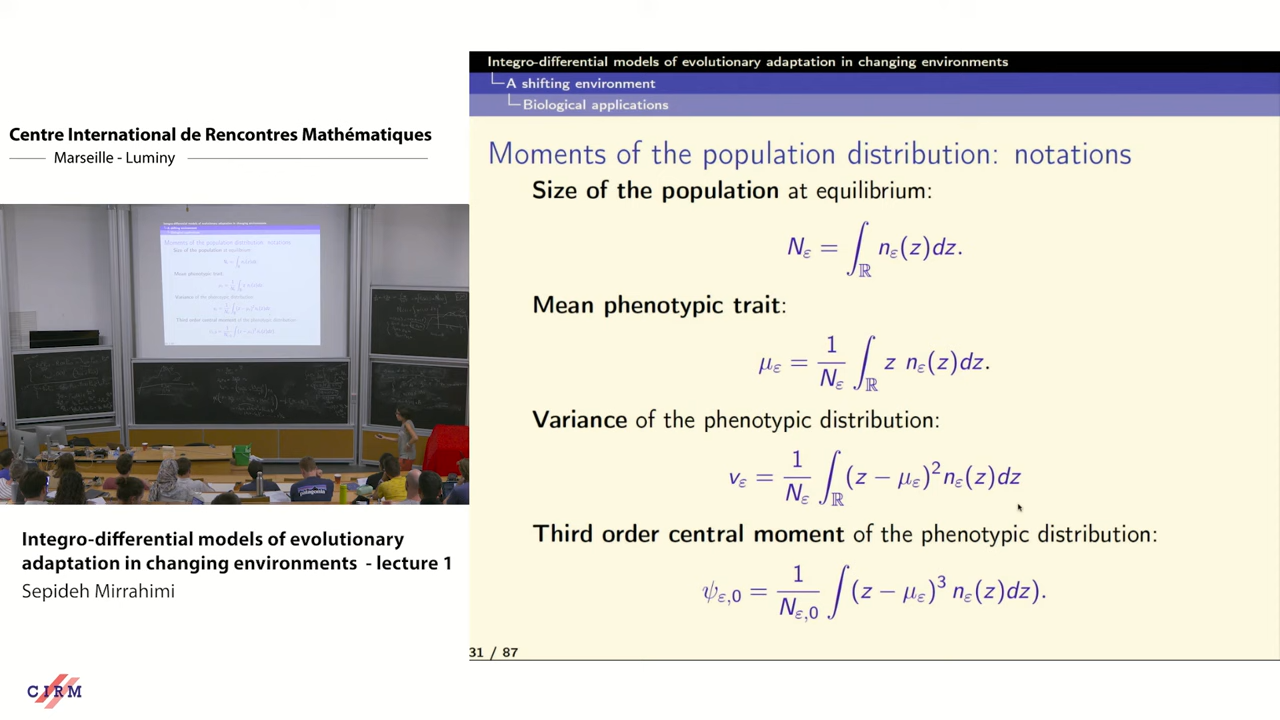 Centre International de Rencontres Mathématiques
Marseille - Luminy
Integro-differential models of evolutionary
adaptation in changing environments - lecture 1
Sepideh Mirrahimi
CIRM
Integro-differential models of evolutionary adaptation in changing environments
A shifting environment
Biological applications
Moments of the population distribution: notations
Size of the population at equilibrium:
N_ε = ∫_ℝ n_ε(z)dz.
Mean phenotypic trait:
μ_ε = 1/N_ε ∫_ℝ z n_ε(z)dz.
Variance of the phenotypic distribution:
v_ε = 1/N_ε ∫_ℝ (z − μ_ε)² n_ε(z)dz
Third order central moment of the phenotypic distribution:
ψ_{ε,0} = 1/N_{ε,0} ∫ (z − μ_ε)³ n_ε(z)dz).
31 / 87